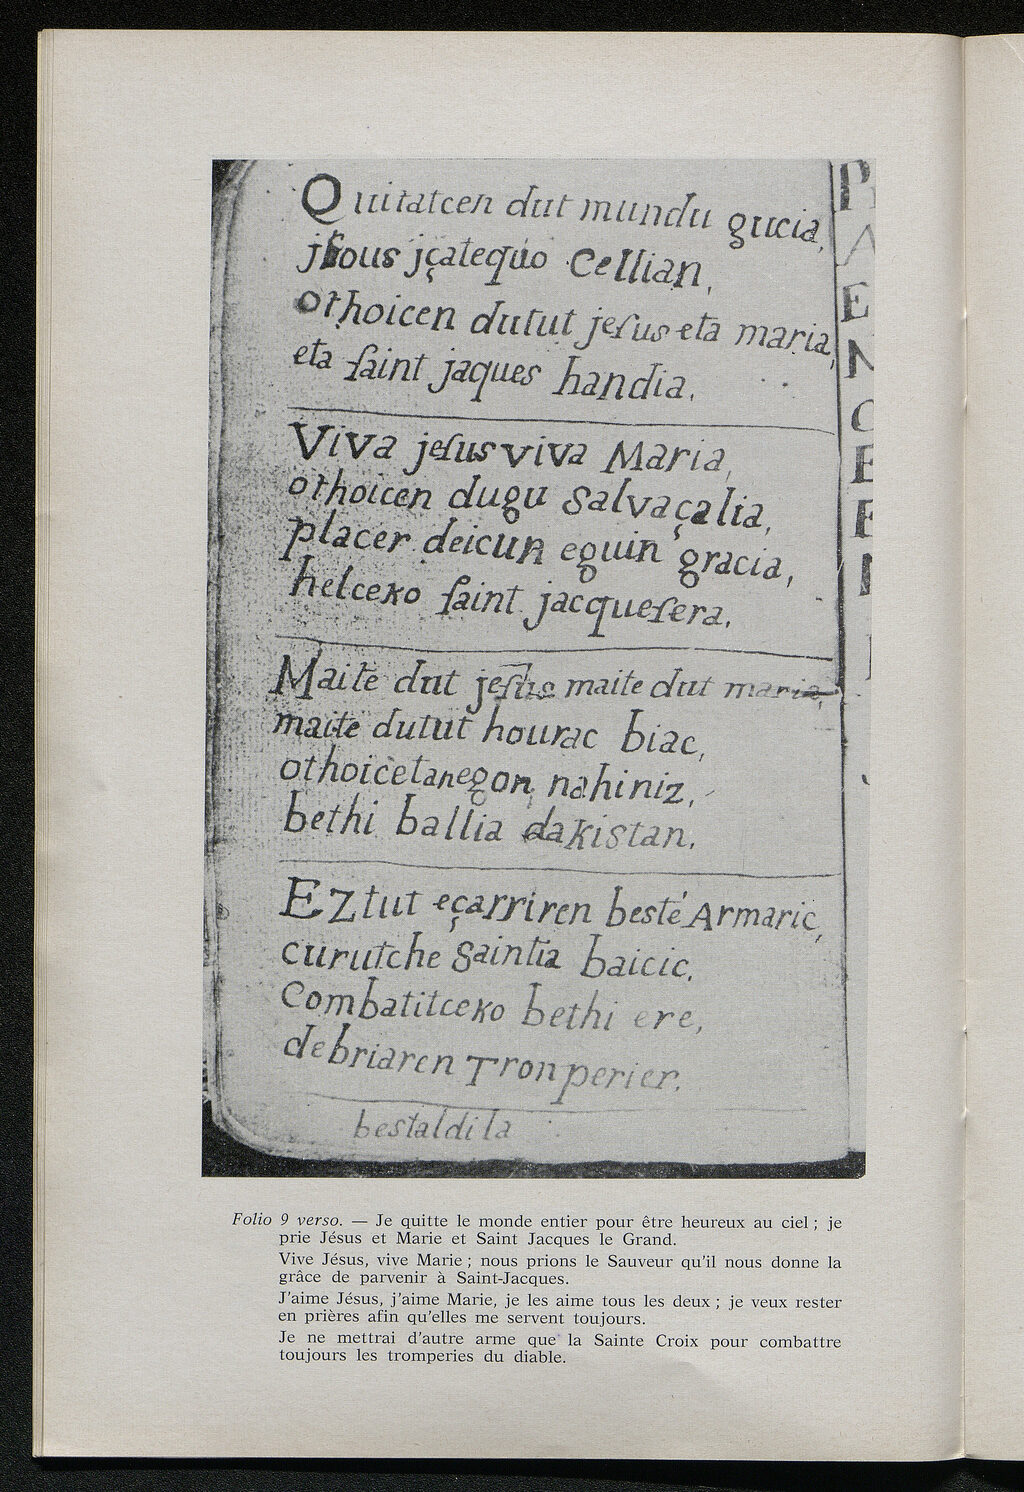 Quitatcen dut mundu gucia,
jçatequo Cellian,
othoicen dutut jeſus eta maria,
eta ſaint jaques handia.
Viva jeſus viva Maria,
othoicen dugu Salvaçalia,
placer deicun eguin gracia,
helceko ſaint jacqueſera.
Maite dut maite dut maria,
maite dutut hourac biac,
othoicetanegon nahiniz,
bethi ballia dakistan.
Eztut eçarriren beste Armaric,
curutche Saintia baicic.
Combatitceko bethi ere,
debriaren Tronperier.
bestaldila
P
A
E
N
E
E
Folio 9 verso. — Je quitte le monde entier pour être heureux au ciel ; je
prie Jésus et Marie et Saint Jacques le Grand.
Vive Jésus, vive Marie ; nous prions le Sauveur qu'il nous donne la
grâce de parvenir à Saint-Jacques.
J'aime Jésus, j'aime Marie, je les aime tous les deux ; je veux rester
en prières afin qu'elles me servent toujours.
Je ne mettrai d'autre arme que la Sainte Croix pour combattre
toujours les tromperies du diable.